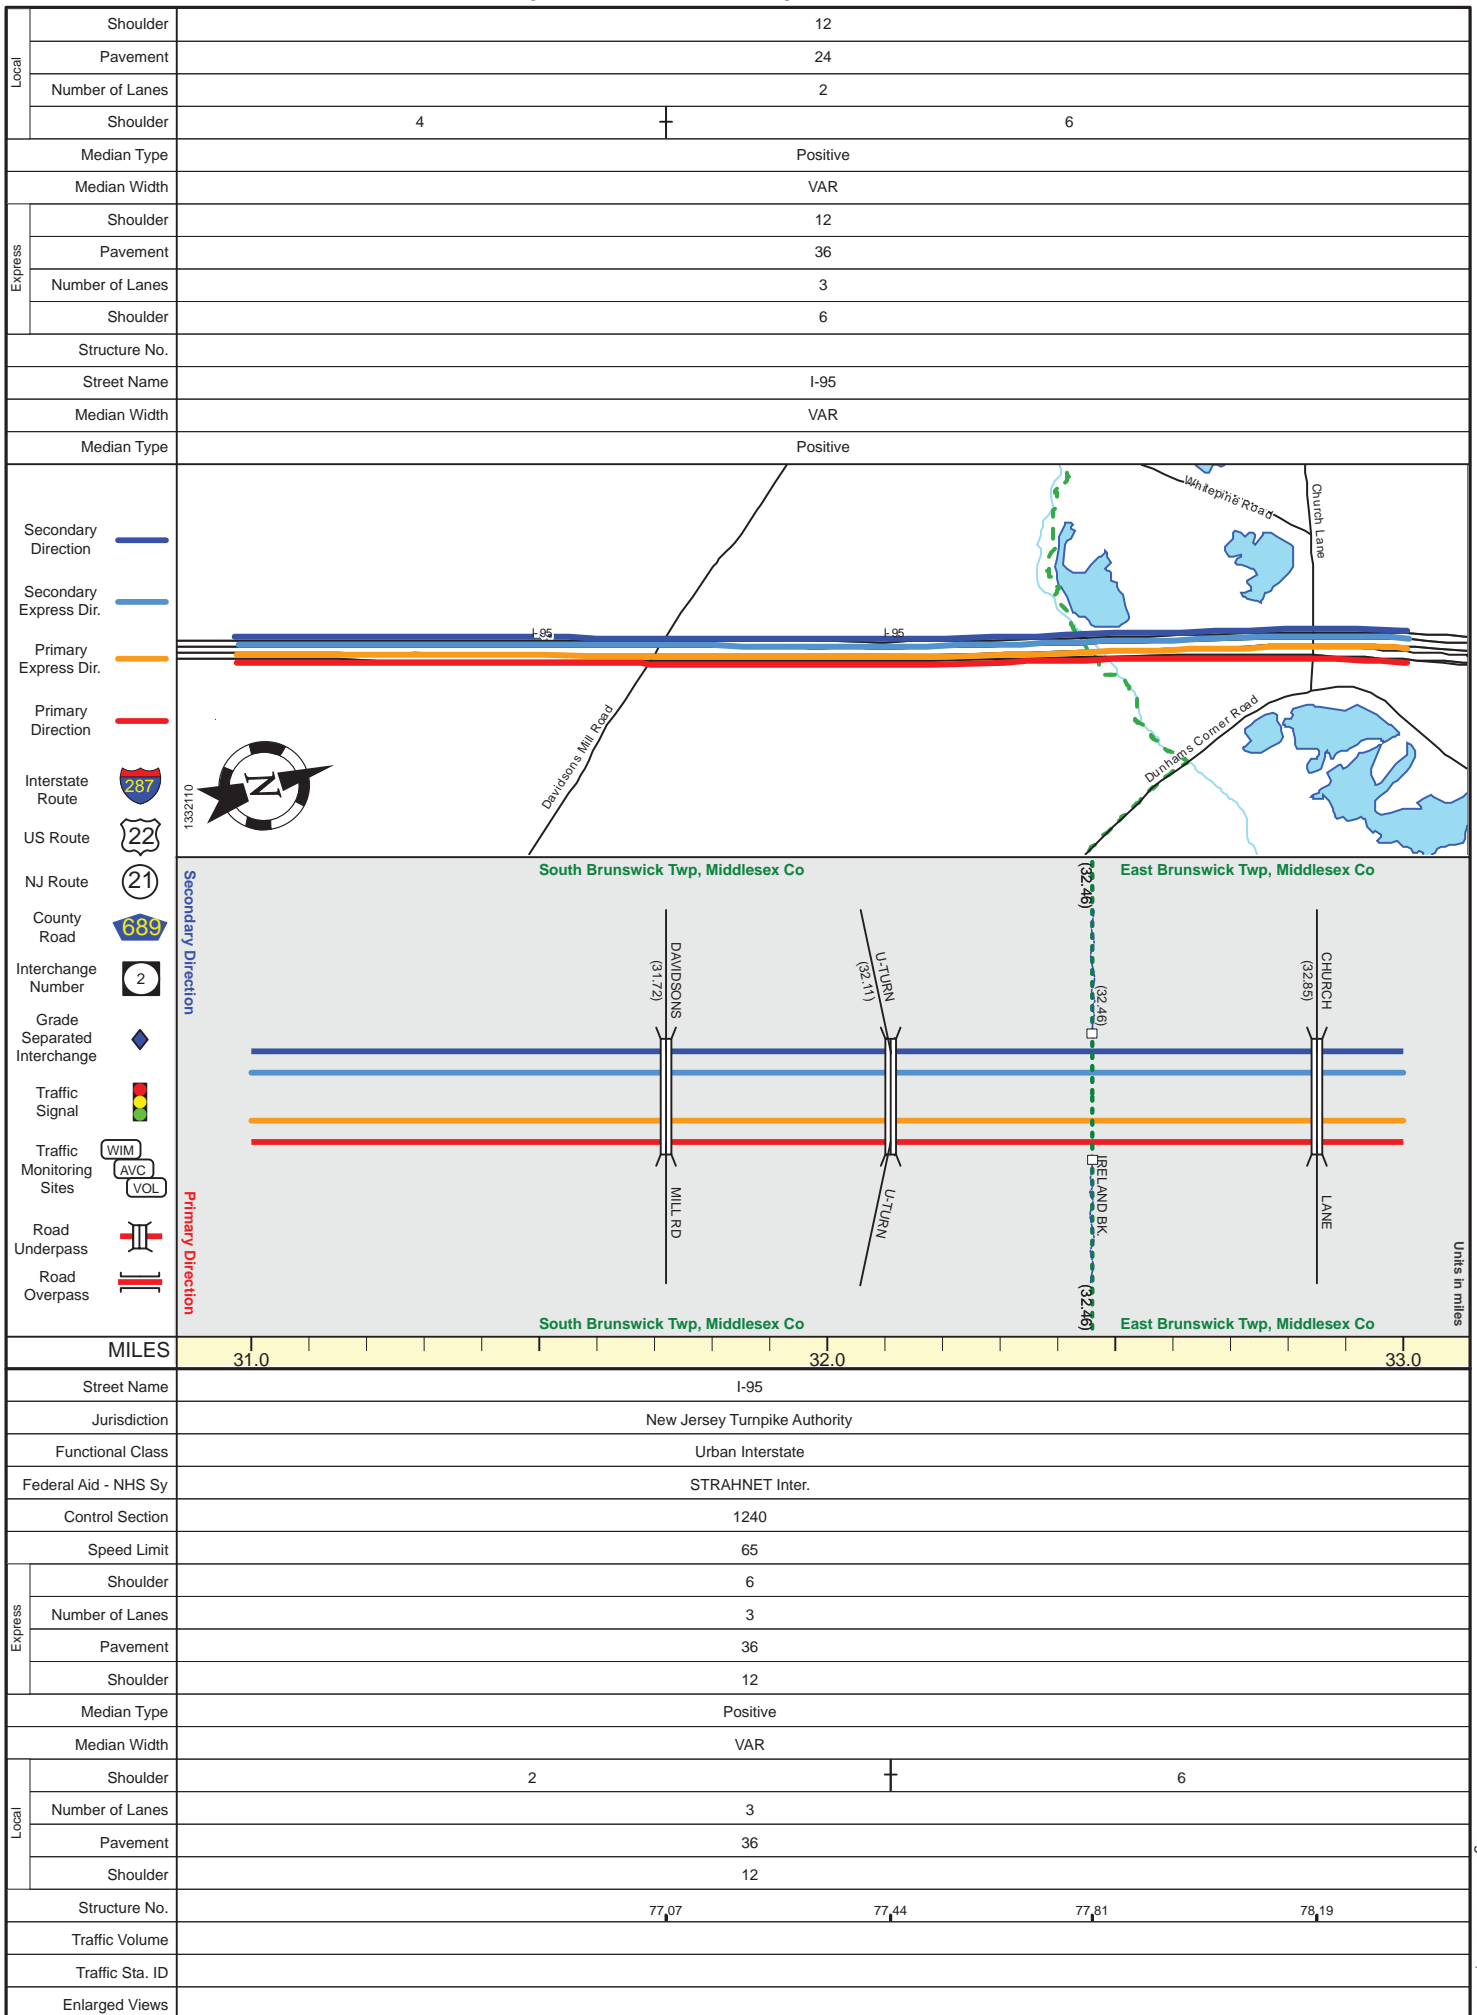 Local
Shoulder 12
Pavement 24
Number of Lanes 2
Shoulder 4 6
Median Type Positive
Median Width VAR
Express
Shoulder 12
Pavement 36
Number of Lanes 3
Shoulder 6
Structure No.
Street Name I-95
Median Width VAR
Median Type Positive
Secondary
Direction
Secondary
Express Dir.
Primary
Express Dir.
Primary
Direction
Interstate
Route
287
US Route
22
NJ Route
21
County
Road
689
Interchange
Number
2
Grade
Separated
Interchange
Traffic
Signal
Traffic
Monitoring
Sites
WIM
AVC
VOL
Road
Underpass
Road
Overpass
Whitepine Road
Church Lane
I-95
I-95
Davidsons Mill Road
Dunhams Corner Road
N
1332110
South Brunswick Twp, Middlesex Co
(32.46)
East Brunswick Twp, Middlesex Co
Secondary Direction
DAVIDSONS
(31.72)
U-TURN
(32.11)
(32.46)
CHURCH
(32.85)
Primary Direction
MILL RD
U-TURN
IRELAND BK.
LANE
Units in miles
South Brunswick Twp, Middlesex Co
(32.46)
East Brunswick Twp, Middlesex Co
MILES 31.0 32.0 33.0
Street Name I-95
Jurisdiction New Jersey Turnpike Authority
Functional Class Urban Interstate
Federal Aid - NHS Sy STRAHNET Inter.
Control Section 1240
Speed Limit 65
Express
Shoulder 6
Number of Lanes 3
Pavement 36
Shoulder 12
Median Type Positive
Median Width VAR
Local
Shoulder 2 6
Number of Lanes 3
Pavement 36
Shoulder 12
Structure No. 77.07 77.44 77.81 78.19
Traffic Volume
Traffic Sta. ID
Enlarged Views